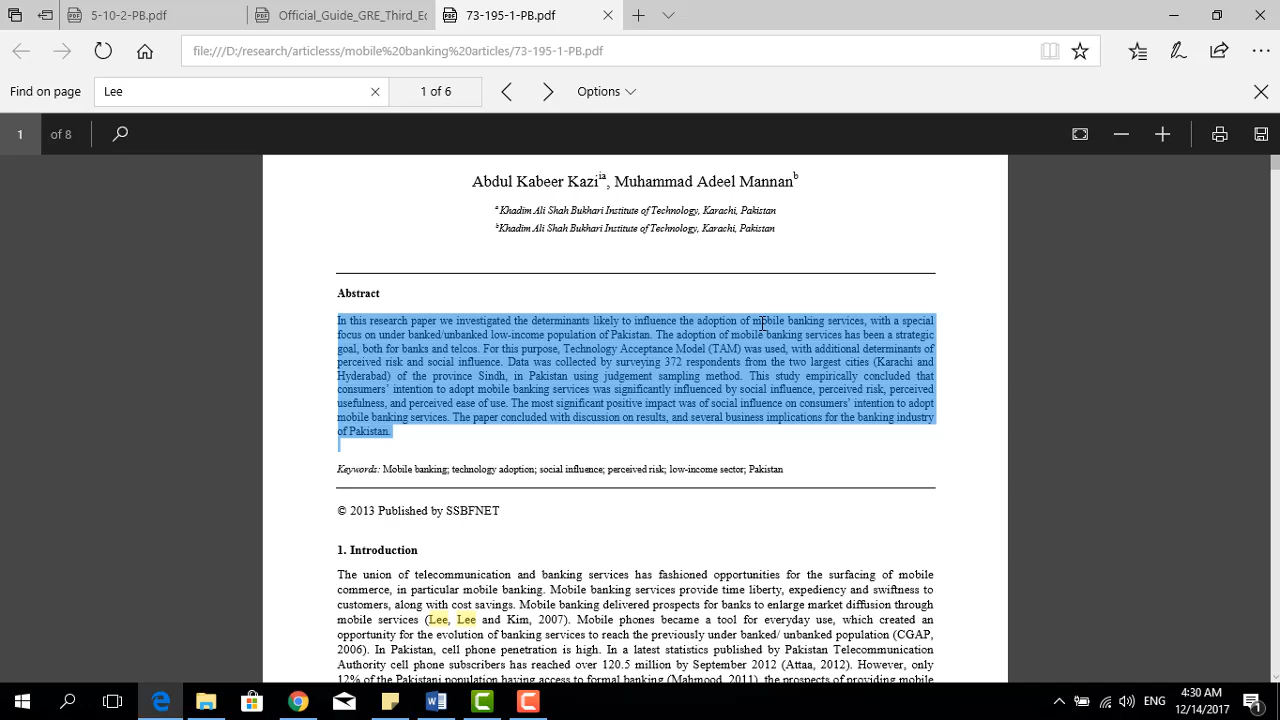 5-10-2-PB.pdf
Official_Guide_GRE_Third_Ec
73-195-1-PB.pdf
file:///D:/research/articlesss/mobile%20banking%20articles/73-195-1-PB.pdf
Find on page
Lee
1 of 6
Options
1 of 8
Abdul Kabeer Kazi^ia, Muhammad Adeel Mannan^b
^a Khadim Ali Shah Bukhari Institute of Technology, Karachi, Pakistan
^b Khadim Ali Shah Bukhari Institute of Technology, Karachi, Pakistan
Abstract
In this research paper we investigated the determinants likely to influence the adoption of mobile banking services, with a special
focus on under banked/unbanked low-income population of Pakistan. The adoption of mobile banking services has been a strategic
goal, both for banks and telcos. For this purpose, Technology Acceptance Model (TAM) was used, with additional determinants of
perceived risk and social influence. Data was collected by surveying 372 respondents from the two largest cities (Karachi and
Hyderabad) of the province Sindh, in Pakistan using judgement sampling method. This study empirically concluded that
consumers' intention to adopt mobile banking services was significantly influenced by social influence, perceived risk, perceived
usefulness, and perceived ease of use. The most significant positive impact was of social influence on consumers' intention to adopt
mobile banking services. The paper concluded with discussion on results, and several business implications for the banking industry
of Pakistan.
Keywords: Mobile banking; technology adoption; social influence; perceived risk; low-income sector; Pakistan
© 2013 Published by SSBFNET
1. Introduction
The union of telecommunication and banking services has fashioned opportunities for the surfacing of mobile
commerce, in particular mobile banking. Mobile banking services provide time liberty, expediency and swiftness to
customers, along with cost savings. Mobile banking delivered prospects for banks to enlarge market diffusion through
mobile services (Lee, Lee and Kim, 2007). Mobile phones became a tool for everyday use, which created an
opportunity for the evolution of banking services to reach the previously under banked/ unbanked population (CGAP,
2006). In Pakistan, cell phone penetration is high. In a latest statistics published by Pakistan Telecommunication
Authority cell phone subscribers has reached over 120.5 million by September 2012 (Attaa, 2012). However, only
12% of the Pakistani population having access to formal banking (Mahmood, 2011), the prospects of providing mobile
ENG
4:30 AM
12/14/2017
1